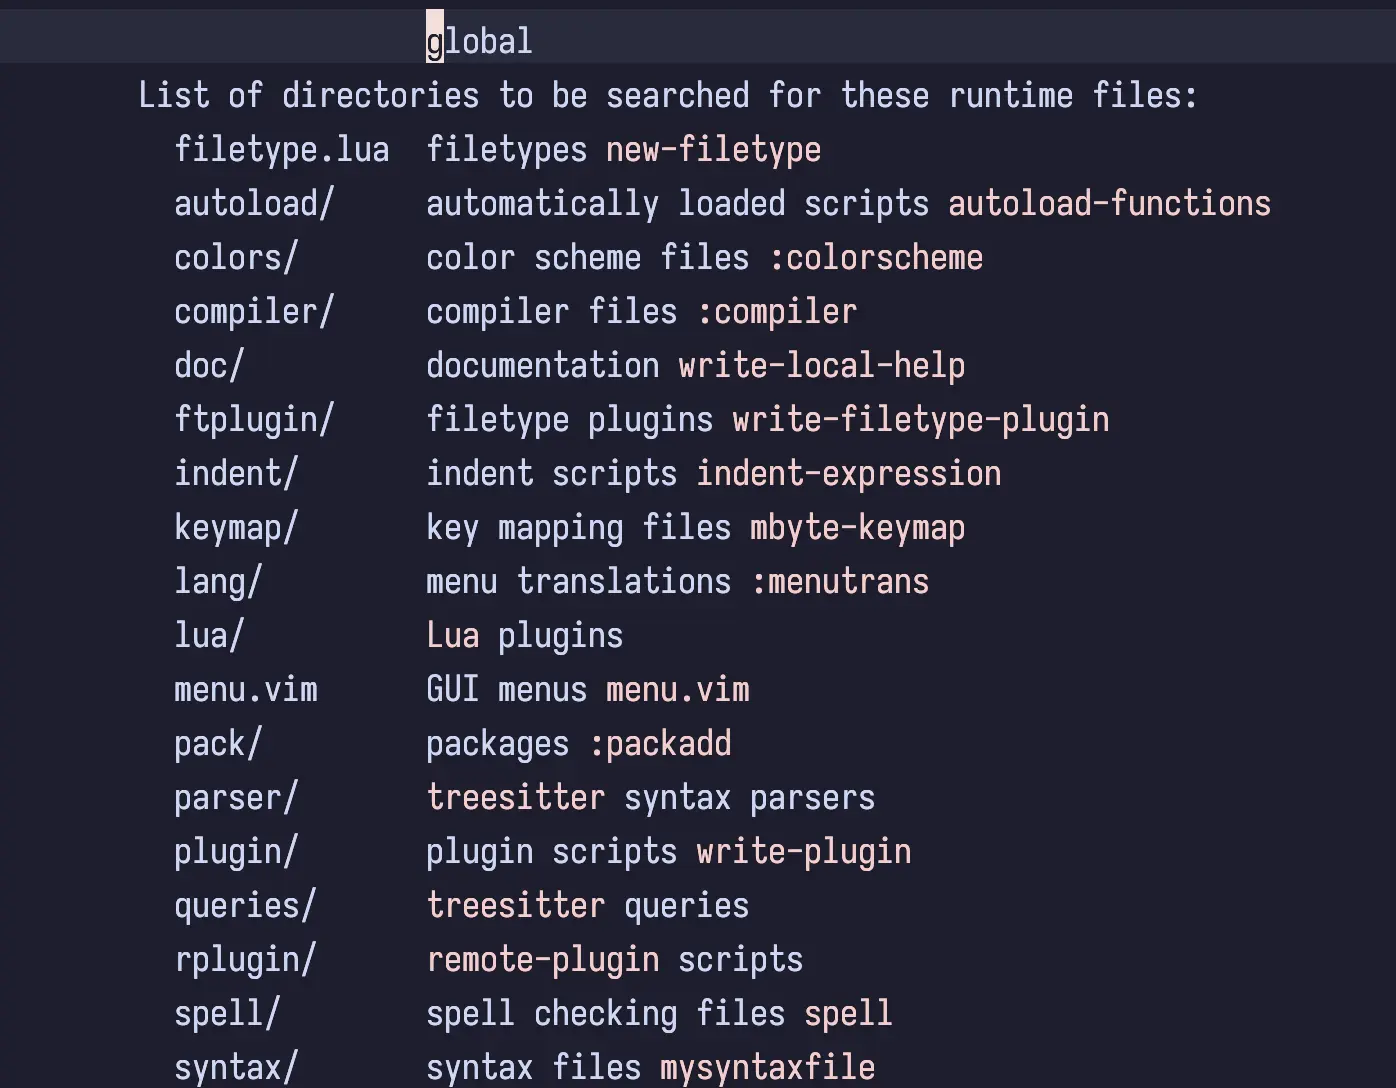 global
List of directories to be searched for these runtime files:
filetype.lua filetypes new-filetype
autoload/ automatically loaded scripts autoload-functions
colors/ color scheme files :colorscheme
compiler/ compiler files :compiler
doc/ documentation write-local-help
ftplugin/ filetype plugins write-filetype-plugin
indent/ indent scripts indent-expression
keymap/ key mapping files mbyte-keymap
lang/ menu translations :menutrans
lua/ Lua plugins
menu.vim GUI menus menu.vim
pack/ packages :packadd
parser/ treesitter syntax parsers
plugin/ plugin scripts write-plugin
queries/ treesitter queries
rplugin/ remote-plugin scripts
spell/ spell checking files spell
syntax/ syntax files mysyntaxfile